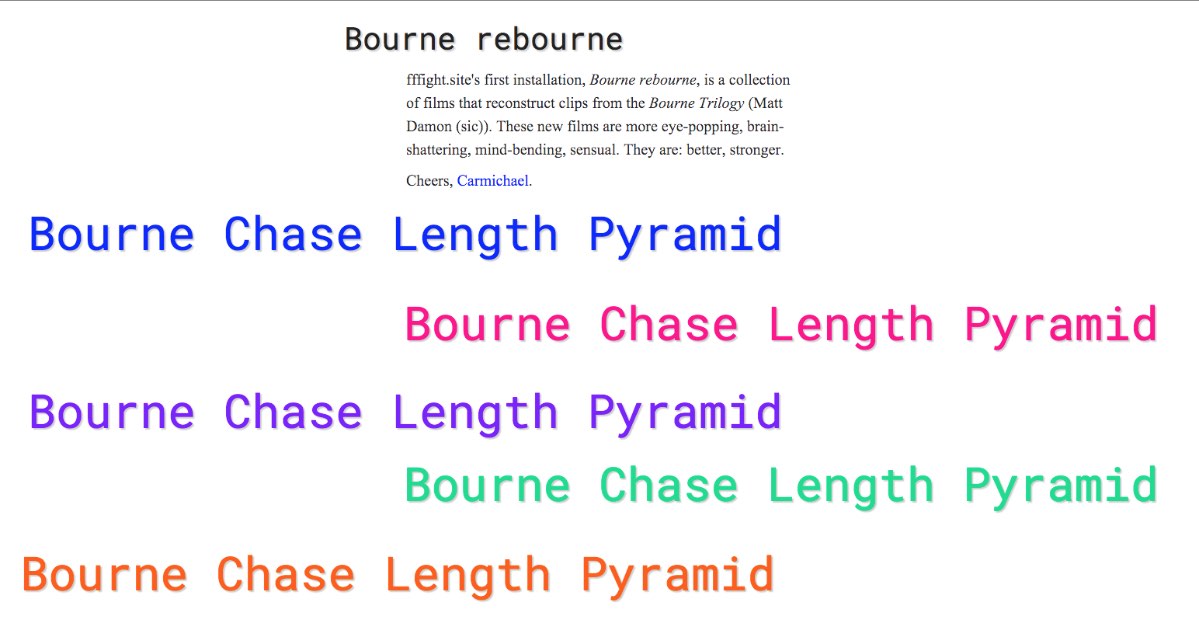 Bourne rebourne
fffight.site's first installation, Bourne rebourne, is a collection
of films that reconstruct clips from the Bourne Trilogy (Matt
Damon (sic)). These new films are more eye-popping, brain-
shattering, mind-bending, sensual. They are: better, stronger.
Cheers, Carmichael.
Bourne Chase Length Pyramid
Bourne Chase Length Pyramid
Bourne Chase Length Pyramid
Bourne Chase Length Pyramid
Bourne Chase Length Pyramid